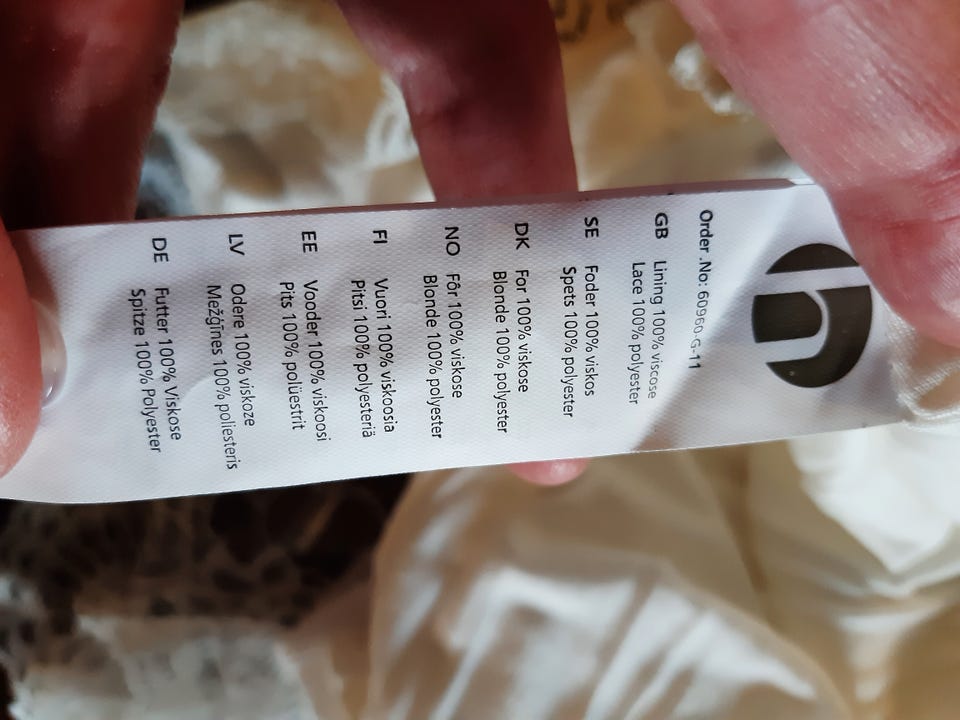 h
Order .No: 60960-G-11
GB Lining 100% viscose
Lace 100% polyester
SE Foder 100% viskos
Spets 100% polyester
DK For 100% viskose
Blonde 100% polyester
NO Fôr 100% viskose
Blonde 100% polyester
FI Vuori 100% viskoosia
Pitsi 100% polyesteriä
EE Vooder 100% viskoosi
Pits 100% polüestrit
LV Odere 100% viskoze
Mežģines 100% poliesteris
DE Futter 100% Viskose
Spitze 100% Polyester